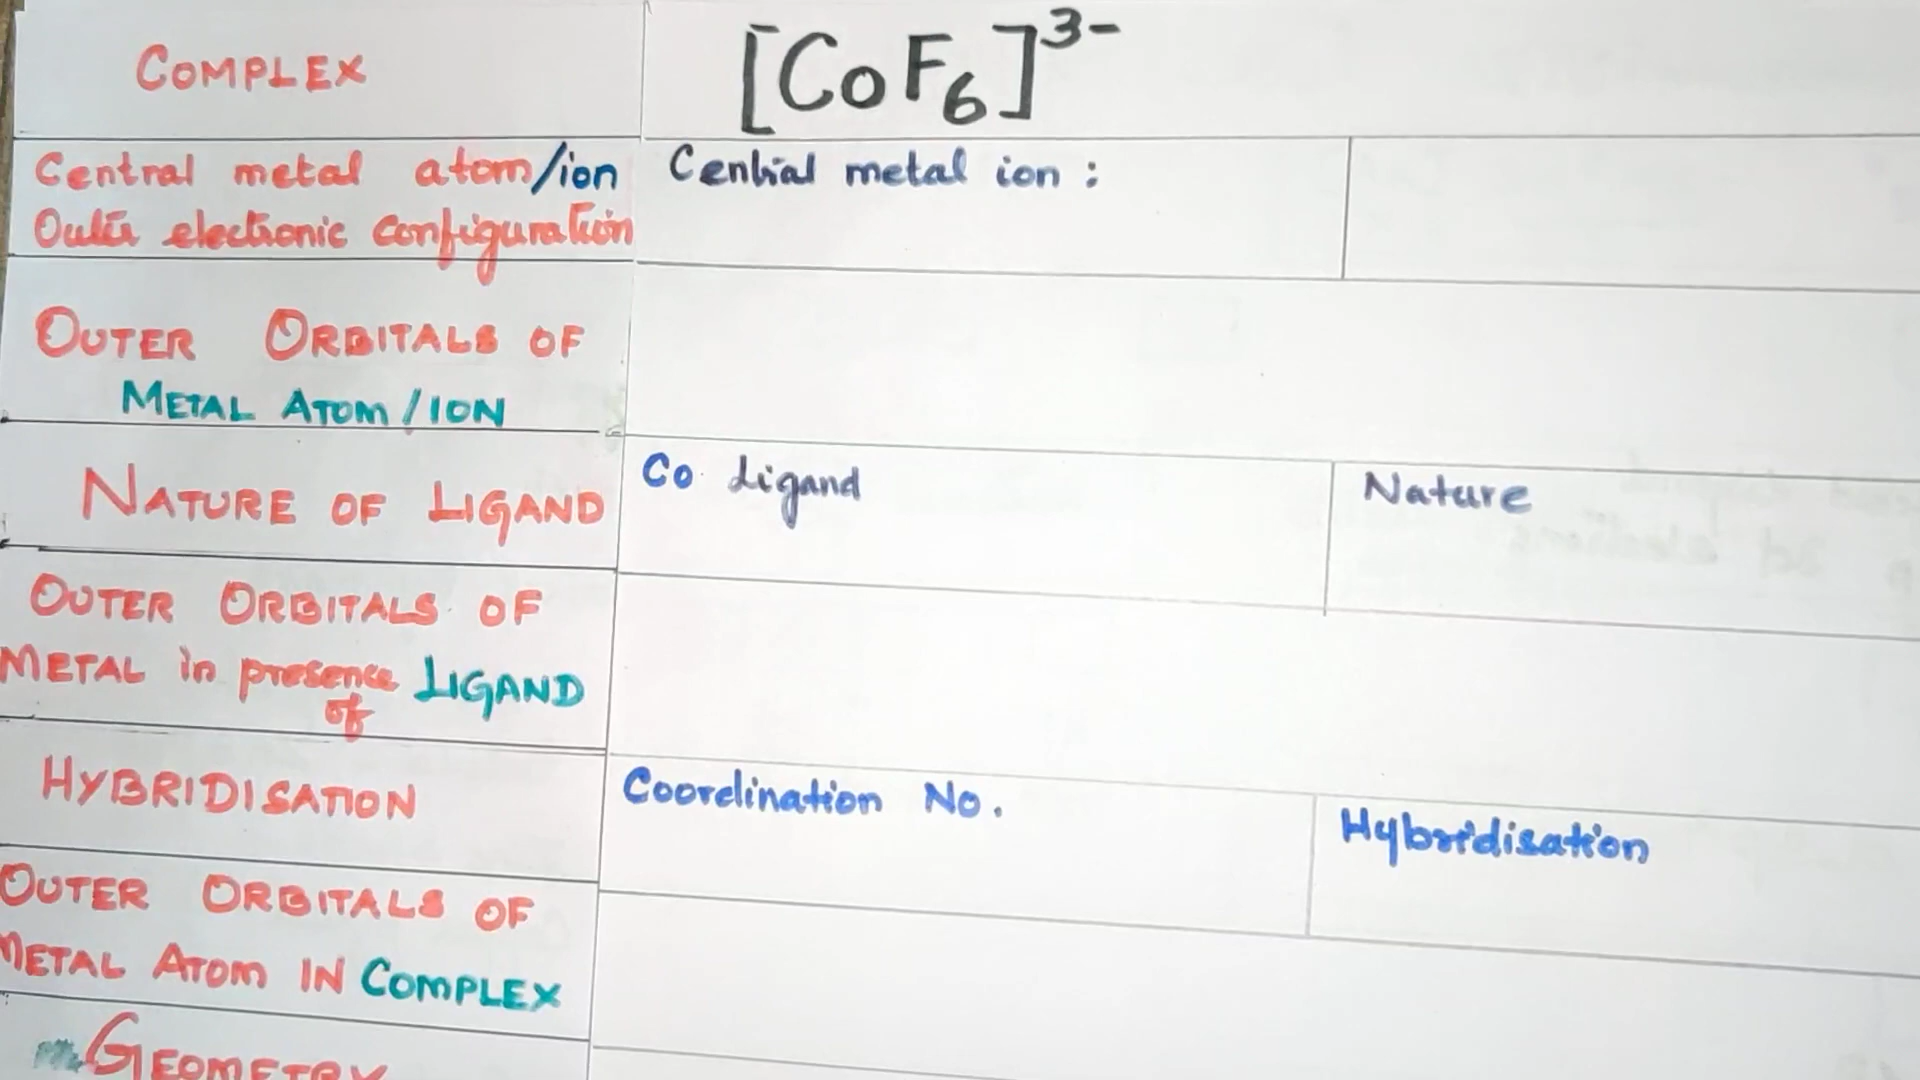 COMPLEX
[CoF6]3-
Central metal atom/ion
Outer electronic configuration
Central metal ion :
OUTER ORBITALS OF
METAL ATOM/ION
NATURE OF LIGAND
Co Ligand
Nature
OUTER ORBITALS OF
METAL in presence LIGAND
of
HYBRIDISATION
Coordination No.
Hybridisation
OUTER ORBITALS OF
METAL ATOM IN COMPLEX
GEOMETRY